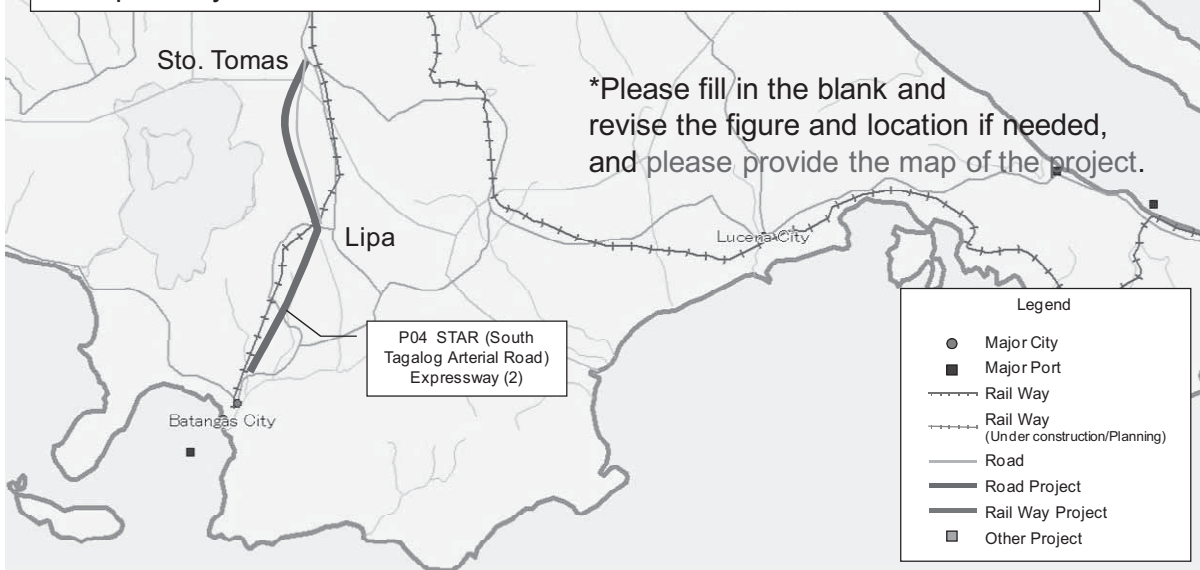 Sto. Tomas
*Please fill in the blank and
revise the figure and location if needed,
and please provide the map of the project.
Lipa
Lucena City
P04 STAR (South
Tagalog Arterial Road)
Expressway (2)
Batangas City
Legend
Major City
Major Port
Rail Way
Rail Way
(Under construction/Planning)
Road
Road Project
Rail Way Project
Other Project